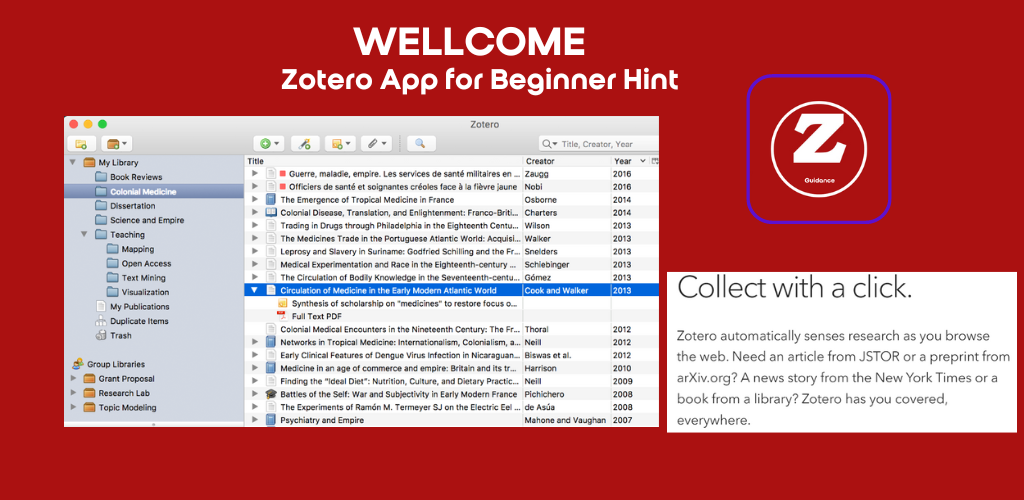 WELLCOME
Zotero App for Beginner Hint
Z
Guidance
Zotero
Title, Creator, Year
My Library
Book Reviews
Colonial Medicine
Dissertation
Science and Empire
Teaching
Mapping
Open Access
Text Mining
Visualization
My Publications
Duplicate Items
Trash
Group Libraries
Grant Proposal
Research Lab
Topic Modeling
Title Creator Year
Guerre, maladie, empire. Les services de santé militaires en ... Zaugg 2016
Officiers de santé et soignantes créoles face à la fièvre jaune Nobi 2016
The Emergence of Tropical Medicine in France Osborne 2014
Colonial Disease, Translation, and Enlightenment: Franco-Briti... Charters 2014
Trading in Drugs through Philadelphia in the Eighteenth Centu... Wilson 2013
The Medicines Trade in the Portuguese Atlantic World: Acquisi... Walker 2013
Leprosy and Slavery in Suriname: Godfried Schilling and the Fr... Snelders 2013
Medical Experimentation and Race in the Eighteenth-century ... Schiebinger 2013
The Circulation of Bodily Knowledge in the Seventeenth-centu... Gómez 2013
Circulation of Medicine in the Early Modern Atlantic World Cook and Walker 2013
Synthesis of scholarship on "medicines" to restore focus o...
Full Text PDF
Colonial Medical Encounters in the Nineteenth Century: The Fr... Thoral 2012
Networks in Tropical Medicine: Internationalism, Colonialism, a... Neill 2012
Early Clinical Features of Dengue Virus Infection in Nicaraguan... Biswas et al. 2012
Medicine in an age of commerce and empire: Britain and its tr... Harrison 2010
Finding the "Ideal Diet": Nutrition, Culture, and Dietary Practic... Neill 2009
Battles of the Self: War and Subjectivity in Early Modern France Pichichero 2008
The Experiments of Ramón M. Termeyer SJ on the Electric Eel ... de Asúa 2008
Psychiatry and Empire Mahone and Vaughan 2007
Collect with a click.
Zotero automatically senses research as you browse
the web. Need an article from JSTOR or a preprint from
arXiv.org? A news story from the New York Times or a
book from a library? Zotero has you covered,
everywhere.